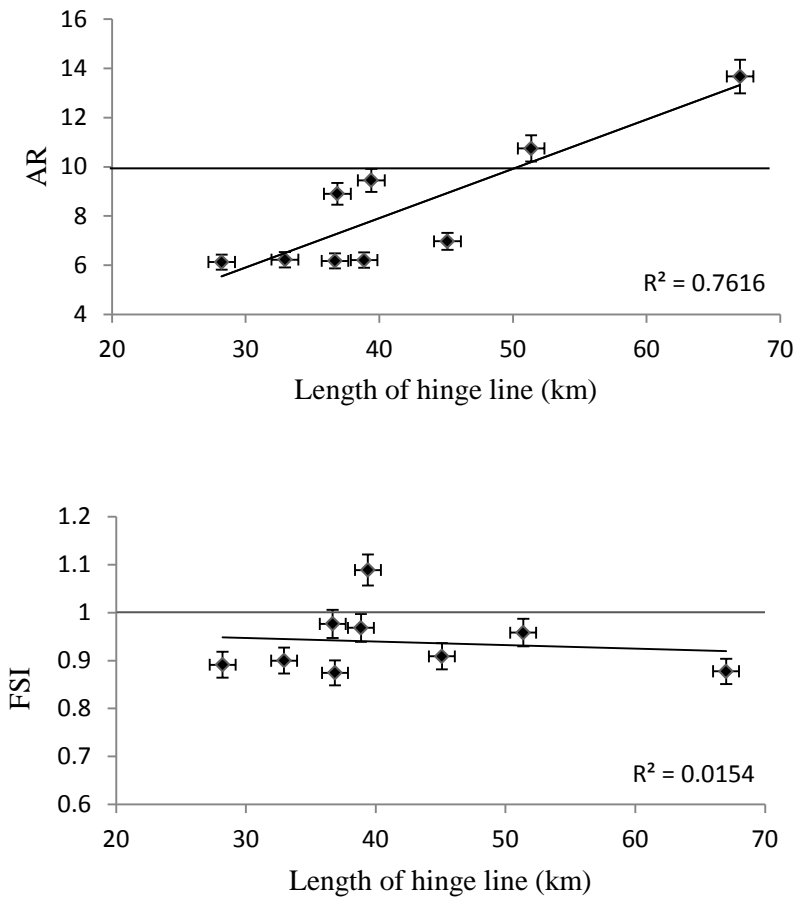 16
14
12
10
8
6
4
AR
R² = 0.7616
20 30 40 50 60 70
Length of hinge line (km)
1.2
1.1
1
0.9
0.8
0.7
0.6
FSI
R² = 0.0154
20 30 40 50 60 70
Length of hinge line (km)